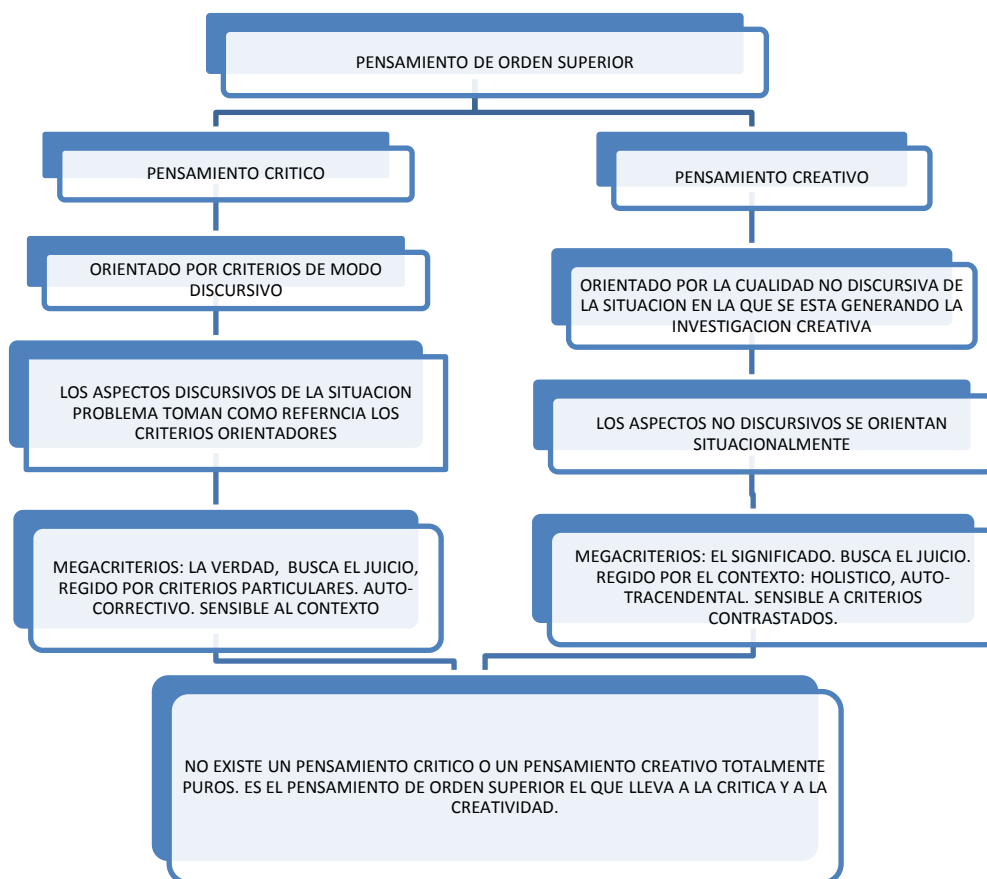 PENSAMIENTO DE ORDEN SUPERIOR
PENSAMIENTO CRITICO
PENSAMIENTO CREATIVO
ORIENTADO POR CRITERIOS DE MODO
DISCURSIVO
ORIENTADO POR LA CUALIDAD NO DISCURSIVA DE
LA SITUACION EN LA QUE SE ESTA GENERANDO LA
INVESTIGACION CREATIVA
LOS ASPECTOS DISCURSIVOS DE LA SITUACION
PROBLEMA TOMAN COMO REFERNCIA LOS
CRITERIOS ORIENTADORES
LOS ASPECTOS NO DISCURSIVOS SE ORIENTAN
SITUACIONALMENTE
MEGACRITERIOS: LA VERDAD, BUSCA EL JUICIO,
REGIDO POR CRITERIOS PARTICULARES. AUTO-
CORRECTIVO. SENSIBLE AL CONTEXTO
MEGACRITERIOS: EL SIGNIFICADO. BUSCA EL JUICIO.
REGIDO POR EL CONTEXTO: HOLISTICO, AUTO-
TRACENDENTAL. SENSIBLE A CRITERIOS
CONTRASTADOS.
NO EXISTE UN PENSAMIENTO CRITICO O UN PENSAMIENTO CREATIVO TOTALMENTE
PUROS. ES EL PENSAMIENTO DE ORDEN SUPERIOR EL QUE LLEVA A LA CRITICA Y A LA
CREATIVIDAD.